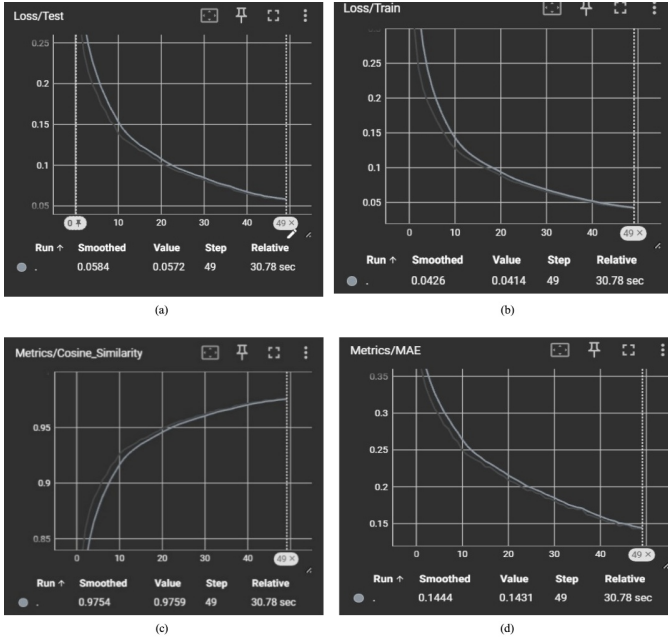 Loss/Test
0.25
0.2
0.15
0.1
0.05
0 10 20 30 40 49 ×
Run ↑ Smoothed Value Step Relative
. 0.0584 0.0572 49 30.78 sec
(a)
Loss/Train
0.25
0.2
0.15
0.1
0.05
0 10 20 30 40 49 ×
Run ↑ Smoothed Value Step Relative
. 0.0426 0.0414 49 30.78 sec
(b)
Metrics/Cosine_Similarity
0.95
0.9
0.85
0 10 20 30 40 49 ×
Run ↑ Smoothed Value Step Relative
. 0.9754 0.9759 49 30.78 sec
(c)
Metrics/MAE
0.35
0.3
0.25
0.2
0.15
0 10 20 30 40 49 ×
Run ↑ Smoothed Value Step Relative
. 0.1444 0.1431 49 30.78 sec
(d)